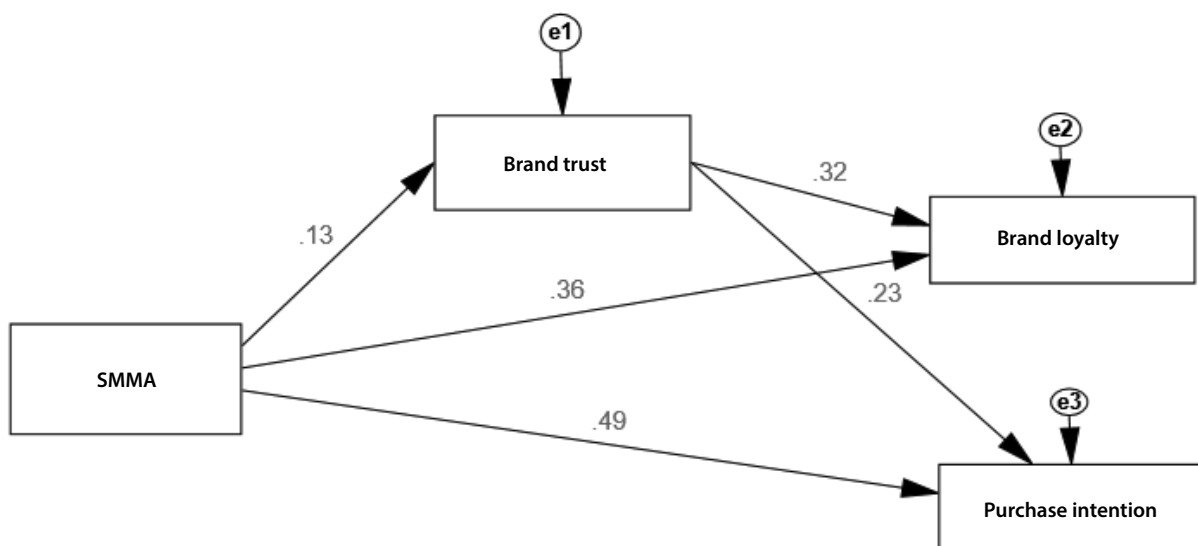 e1
Brand trust
e2
.32
Brand loyalty
.13
.36
.23
SMMA
e3
.49
Purchase intention